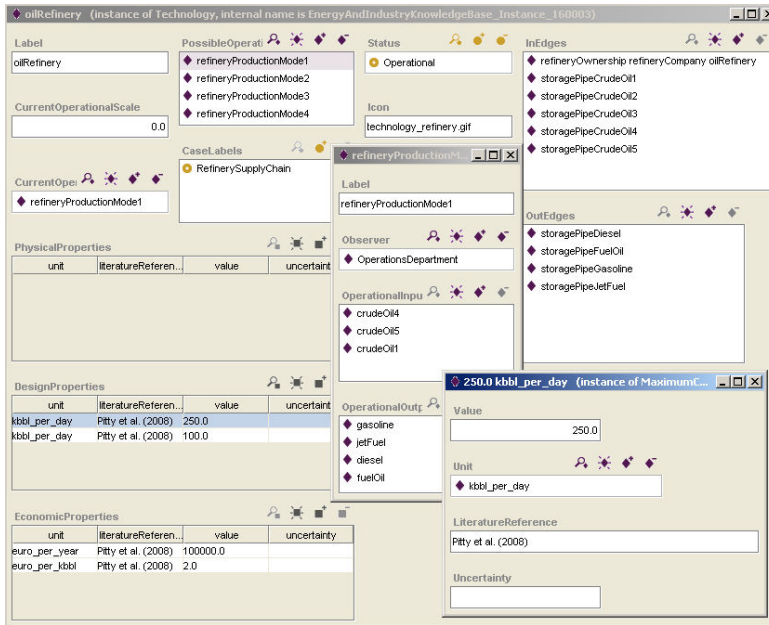 oilRefinery (instance of Technology, internal name is EnergyAndIndustryKnowledgeBase_Instance_160003)
Label
oilRefinery
CurrentOperationalScale
0.0
CurrentOper
refineryProductionMode1
PossibleOperati
refineryProductionMode1
refineryProductionMode2
refineryProductionMode3
refineryProductionMode4
CaseLabels
RefinerySupplyChain
Status
Operational
Icon
technology_refinery.gif
InEdges
refineryOwnership refineryCompany oilRefinery
storagePipeCrudeOil1
storagePipeCrudeOil2
storagePipeCrudeOil3
storagePipeCrudeOil4
storagePipeCrudeOil5
OutEdges
storagePipeDiesel
storagePipeFuelOil
storagePipeGasoline
storagePipeJetFuel
PhysicalProperties
unit literatureReferen... value uncertainty
DesignProperties
unit literatureReferen... value uncertaint
kbbl_per_day Pitty et al. (2008) 250.0
kbbl_per_day Pitty et al. (2008) 100.0
EconomicProperties
unit literatureReferen... value uncertainty
euro_per_year Pitty et al. (2008) 100000.0
euro_per_kbbl Pitty et al. (2008) 2.0
refineryProductionM...
Label
refineryProductionMode1
Observer
OperationsDepartment
OperationalInpu
crudeOil4
crudeOil5
crudeOil1
OperationalOutp
gasoline
jetFuel
diesel
fuelOil
250.0 kbbl_per_day (instance of MaximumC...
Value
250.0
Unit
kbbl_per_day
LiteratureReference
Pitty et al. (2008)
Uncertainty